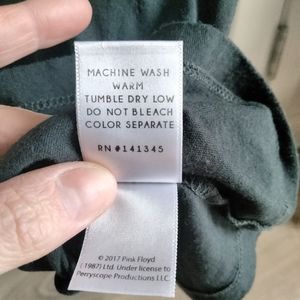 MACHINE WASH
WARM
TUMBLE DRY LOW
DO NOT BLEACH
COLOR SEPARATE
RN #141345
© 2017 Pink Floyd
(1987) Ltd. Under license to
Perryscope Productions LLC